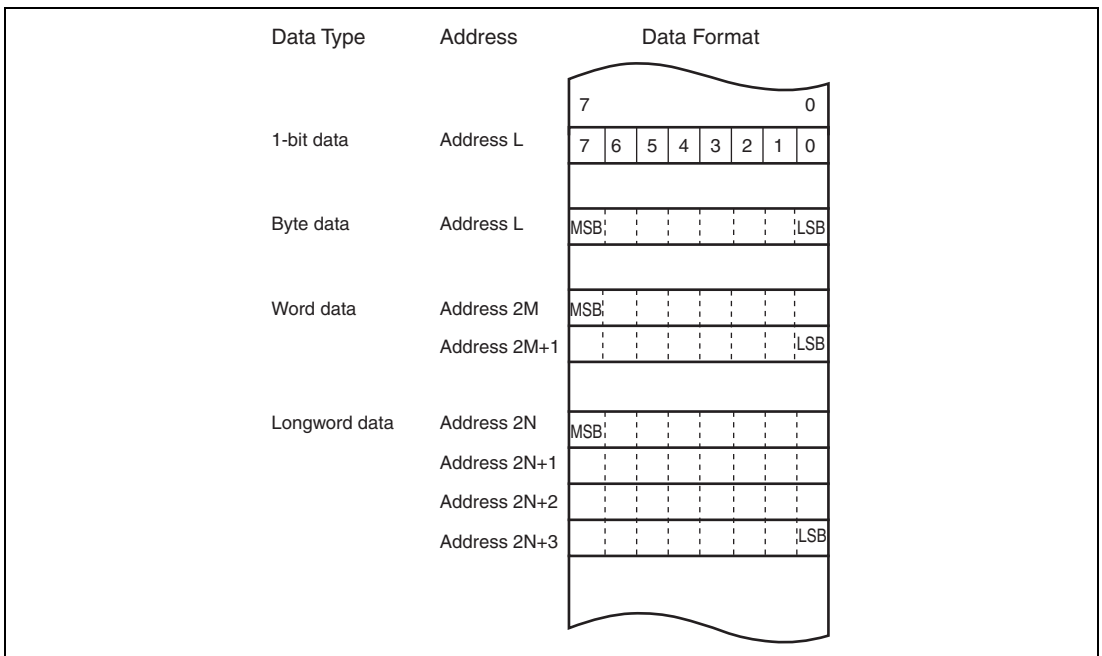 Data Type Address Data Format
7 0
1-bit data Address L 7 6 5 4 3 2 1 0
Byte data Address L MSB LSB
Word data Address 2M MSB
Address 2M+1 LSB
Longword data Address 2N MSB
Address 2N+1
Address 2N+2
Address 2N+3 LSB